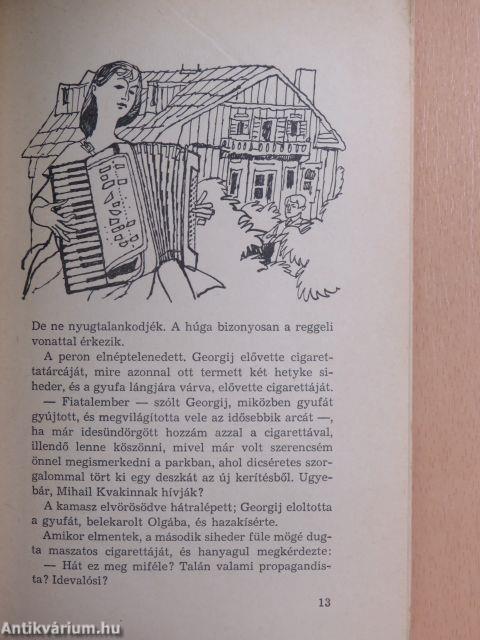 De ne nyugtalankodjék. A húga bizonyosan a reggeli
vonattal érkezik.
A peron elnéptelenedett. Georgij elővette cigaret-
tatárcáját, mire azonnal ott termett két hetyke si-
heder, és a gyufa lángjára várva, elővette cigarettáját.
— Fiatalember — szólt Georgij, miközben gyufát
gyújtott, és megvilágította vele az idősebbik arcát —,
ha már idesündörgött hozzám azzal a cigarettával,
illendő lenne köszönni, mivel már volt szerencsém
önnel megismerkedni a parkban, ahol dicséretes szor-
galommal tört ki egy deszkát az új kerítésből. Ugye-
bár, Mihail Kvakinnak hívják?
A kamasz elvörösödve hátralépett; Georgij eloltotta
a gyufát, belekarolt Olgába, és hazakísérte.
Amikor elmentek, a második siheder füle mögé dug-
ta maszatos cigarettáját, és hanyagul megkérdezte:
— Hát ez meg miféle? Talán valami propagandis-
ta? Idevalósi?
13
Antikvárium.hu